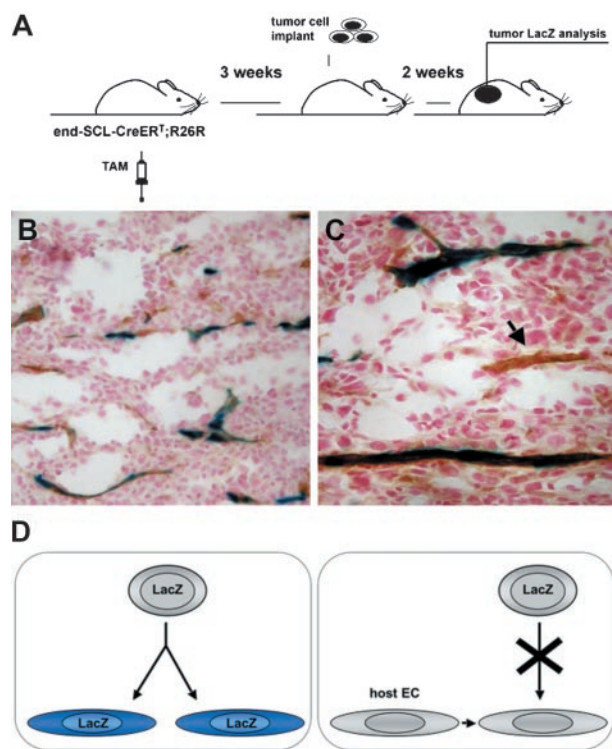 A
tumor cell
implant
tumor LacZ analysis
3 weeks
2 weeks
end-SCL-CreERᵀ;R26R
TAM
B
C
D
LacZ
LacZ
LacZ
LacZ
host EC